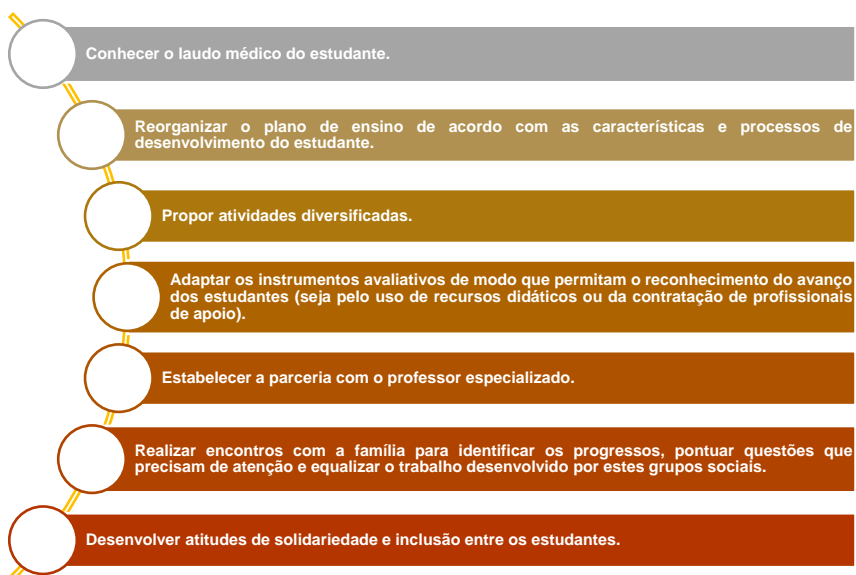 Conhecer o laudo médico do estudante.
Reorganizar o plano de ensino de acordo com as características e processos de
desenvolvimento do estudante.
Propor atividades diversificadas.
Adaptar os instrumentos avaliativos de modo que permitam o reconhecimento do avanço
dos estudantes (seja pelo uso de recursos didáticos ou da contratação de profissionais
de apoio).
Estabelecer a parceria com o professor especializado.
Realizar encontros com a família para identificar os progressos, pontuar questões que
precisam de atenção e equalizar o trabalho desenvolvido por estes grupos sociais.
Desenvolver atitudes de solidariedade e inclusão entre os estudantes.